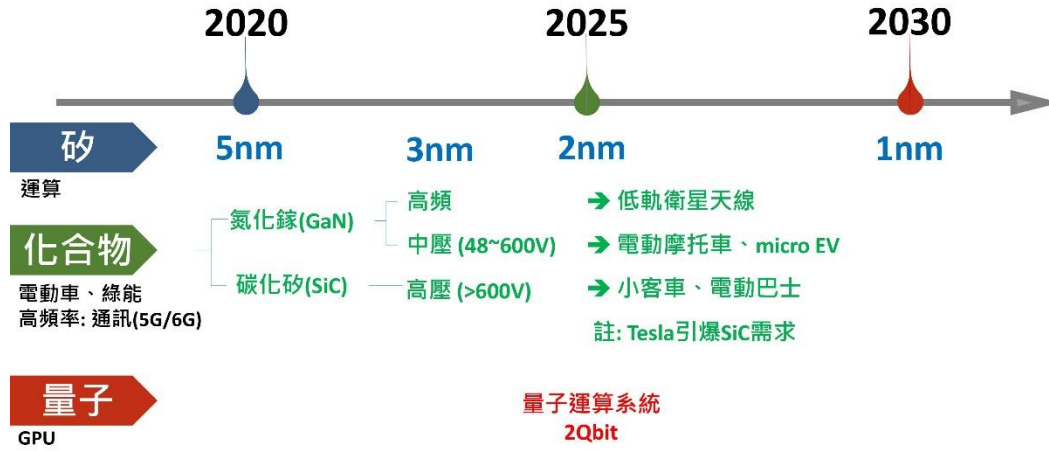 2020 2025 2030
矽 5nm 3nm 2nm 1nm
運算
化合物
電動車、綠能
高頻率: 通訊(5G/6G)
氮化鎵(GaN)
高頻 → 低軌衛星天線
中壓 (48~600V) → 電動摩托車、micro EV
碳化矽(SiC) 高壓 (>600V) → 小客車、電動巴士
註: Tesla引爆SiC需求
量子
GPU
量子運算系統
2Qbit